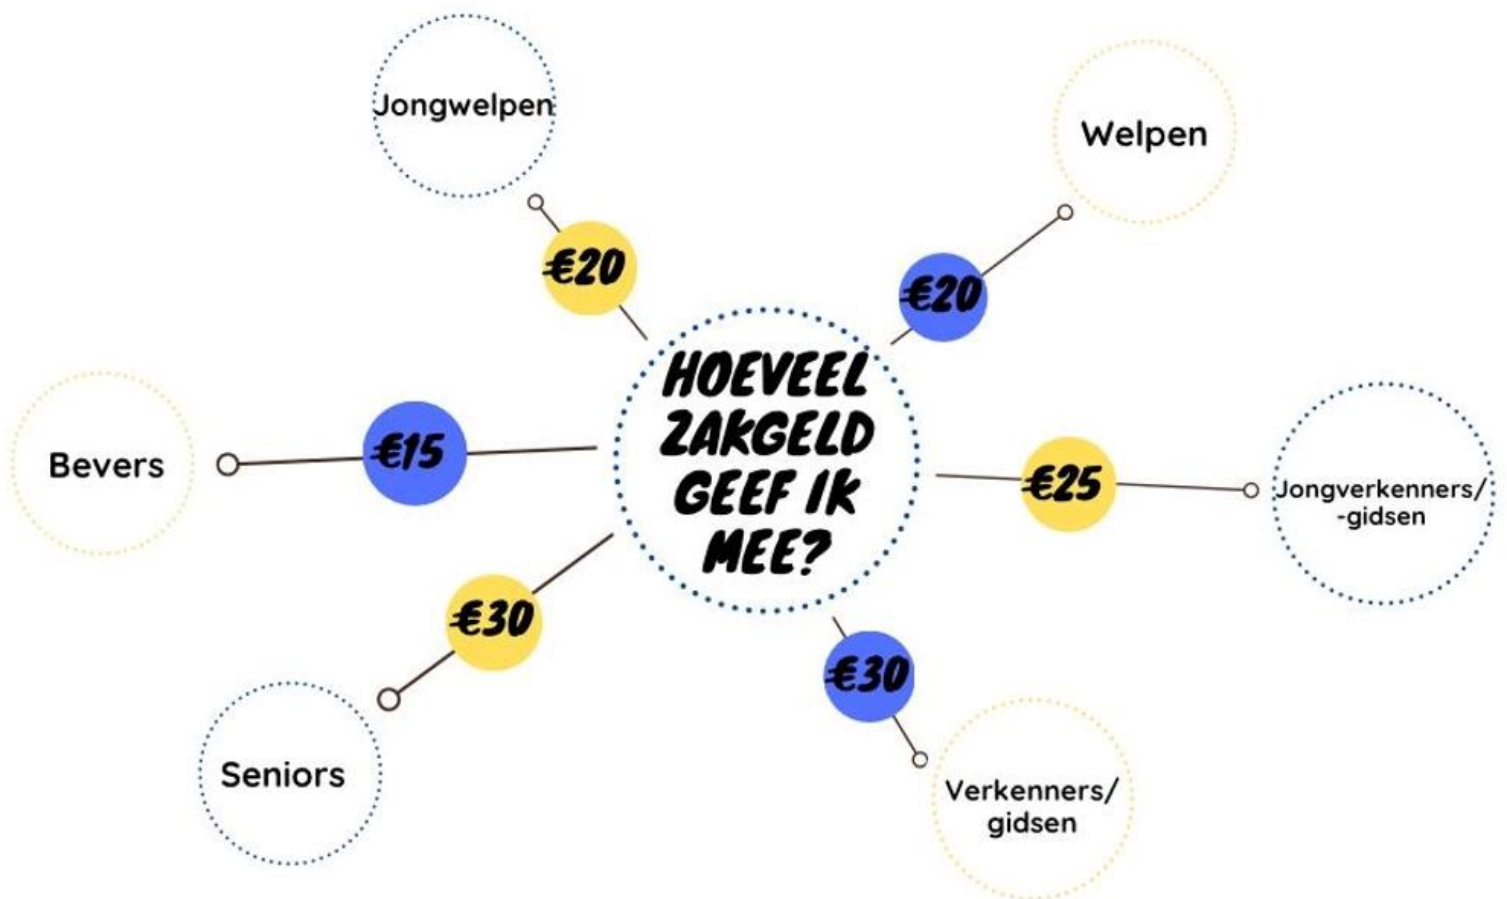 Jongwelpen
Welpen
€20
€20
HOEVEEL
ZAKGELD
GEEF IK
MEE?
Bevers
€15
€25
Jongverkenners/
-gidsen
€30
€30
Seniors
Verkenners/
gidsen